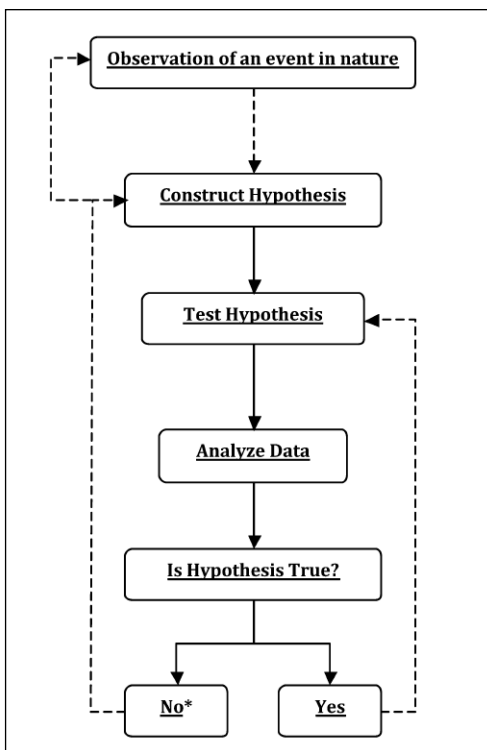 Observation of an event in nature
Construct Hypothesis
Test Hypothesis
Analyze Data
Is Hypothesis True?
No*
Yes